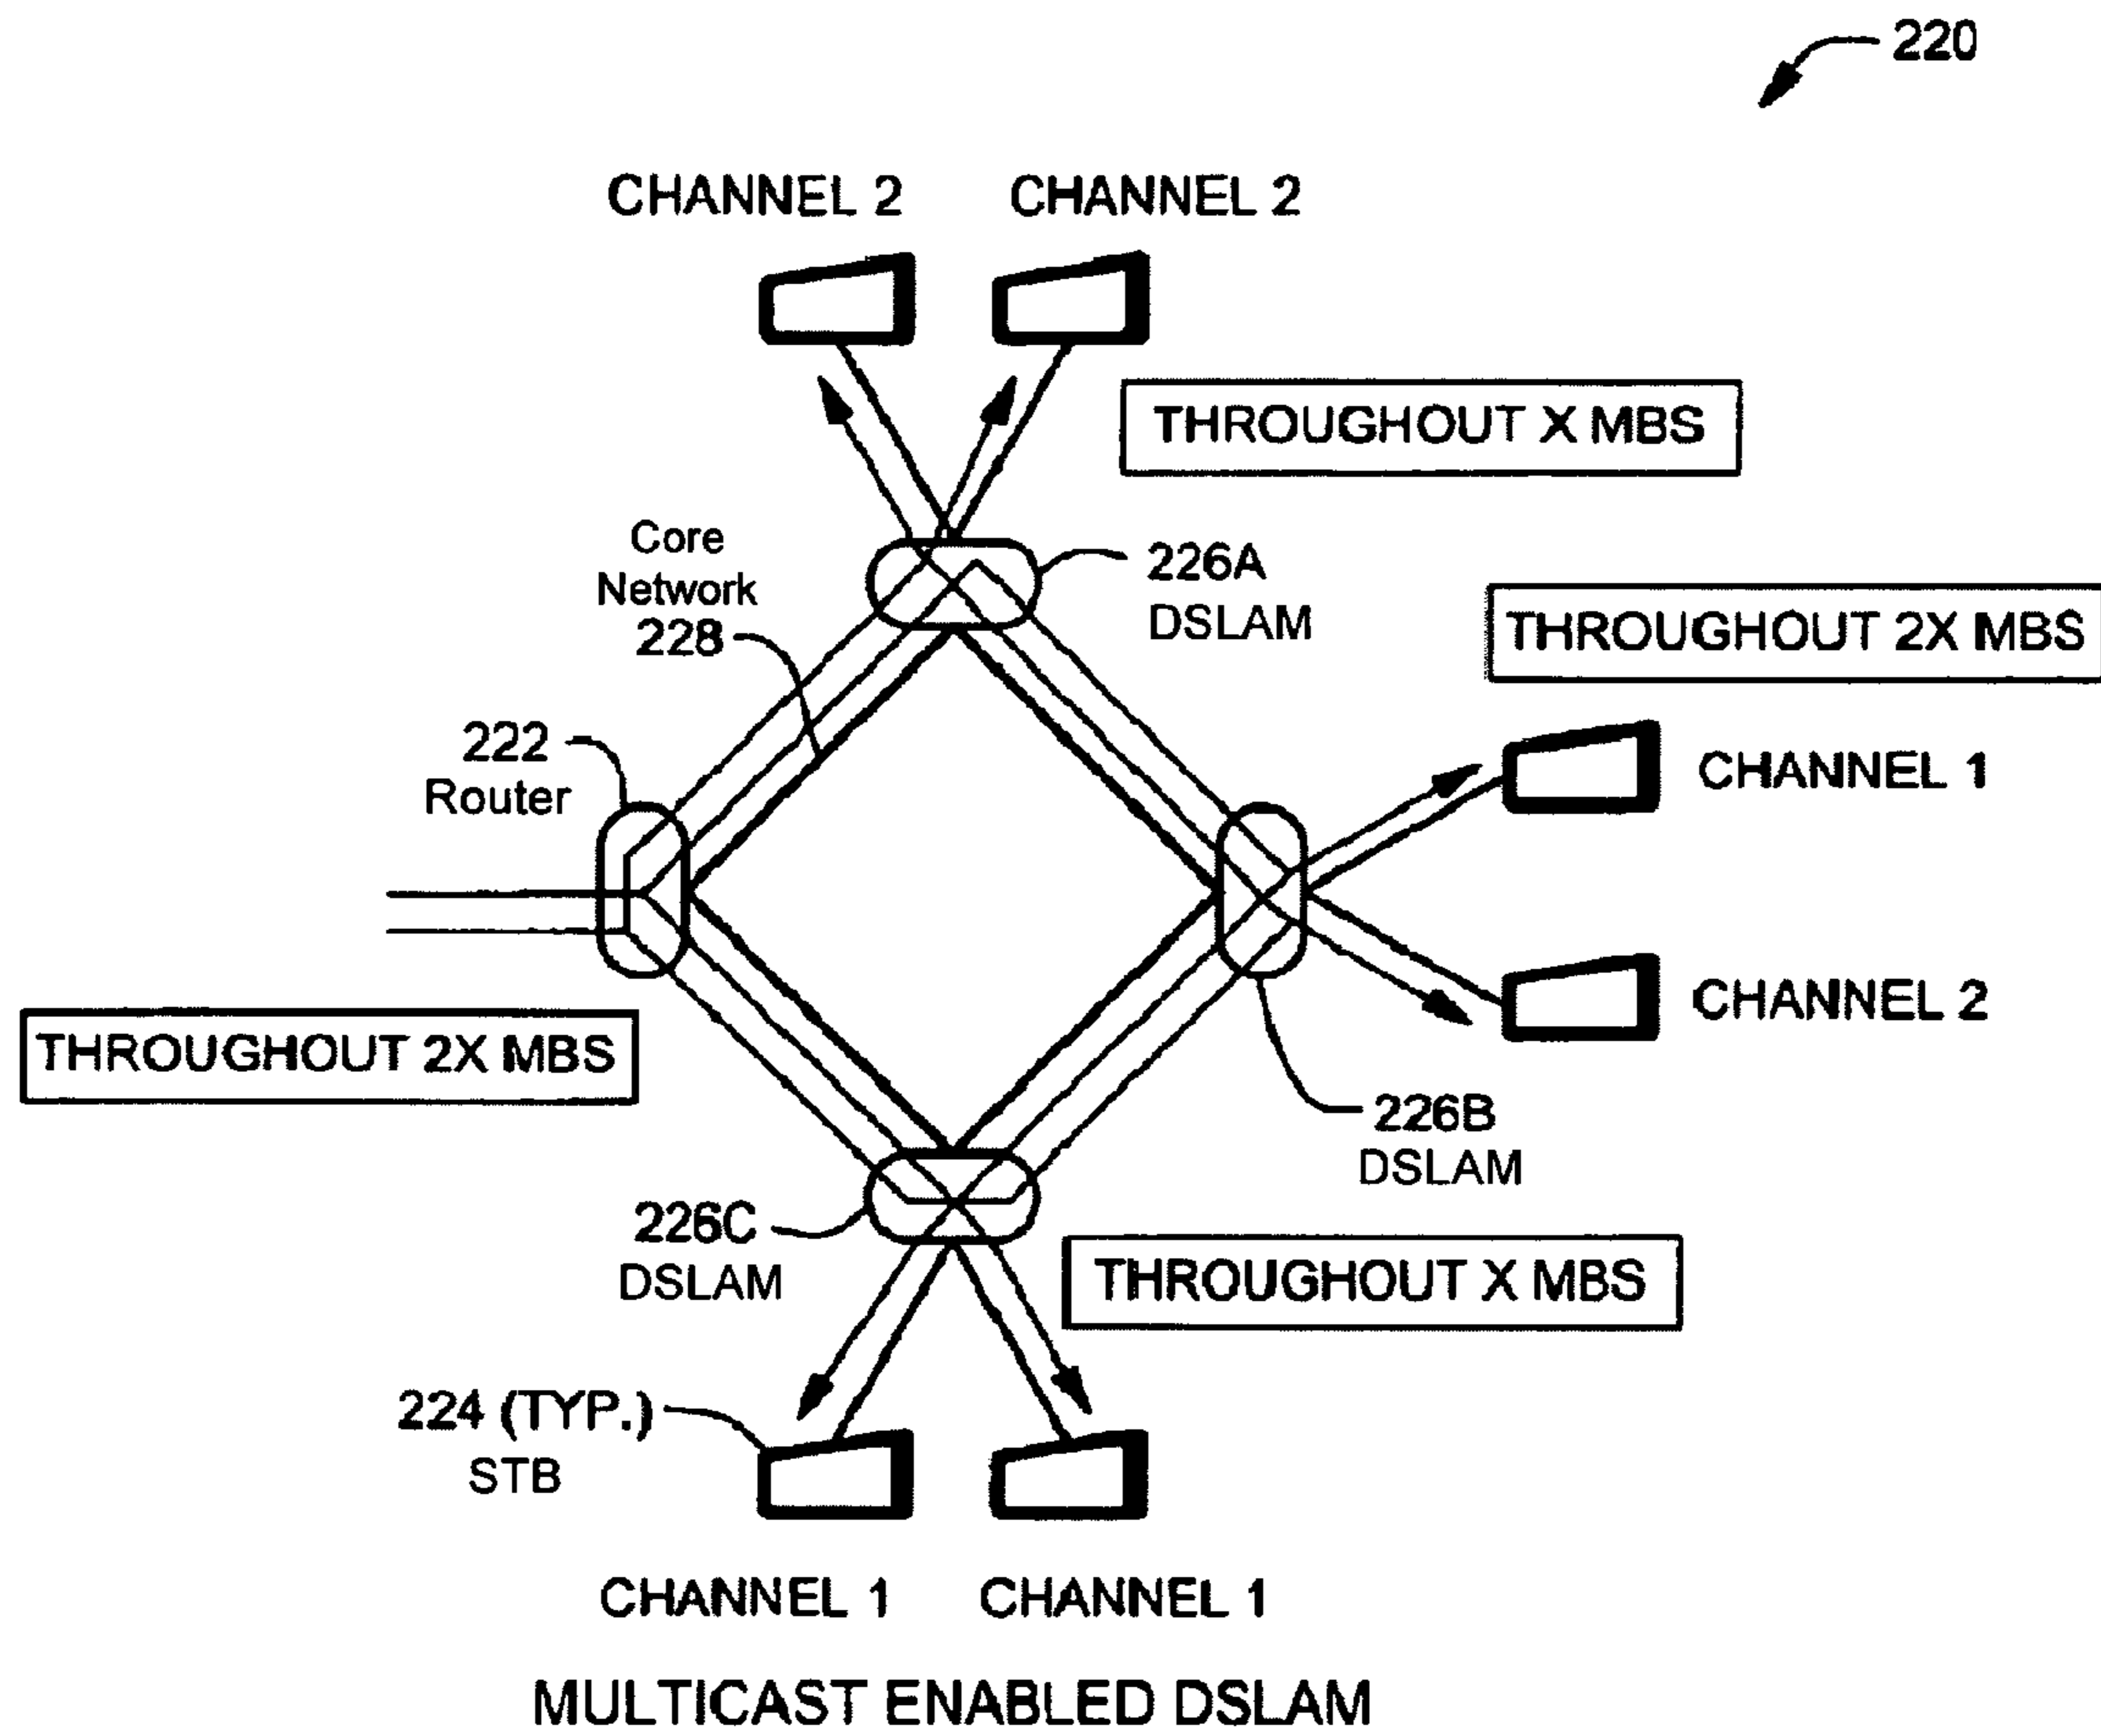 220
CHANNEL 2
CHANNEL 2
THROUGHOUT X MBS
Core
Network
228
226A
DSLAM
THROUGHOUT 2X MBS
222
Router
CHANNEL 1
CHANNEL 2
THROUGHOUT 2X MBS
226B
DSLAM
226C
DSLAM
THROUGHOUT X MBS
224 (TYP.)
STB
CHANNEL 1
CHANNEL 1
MULTICAST ENABLED DSLAM